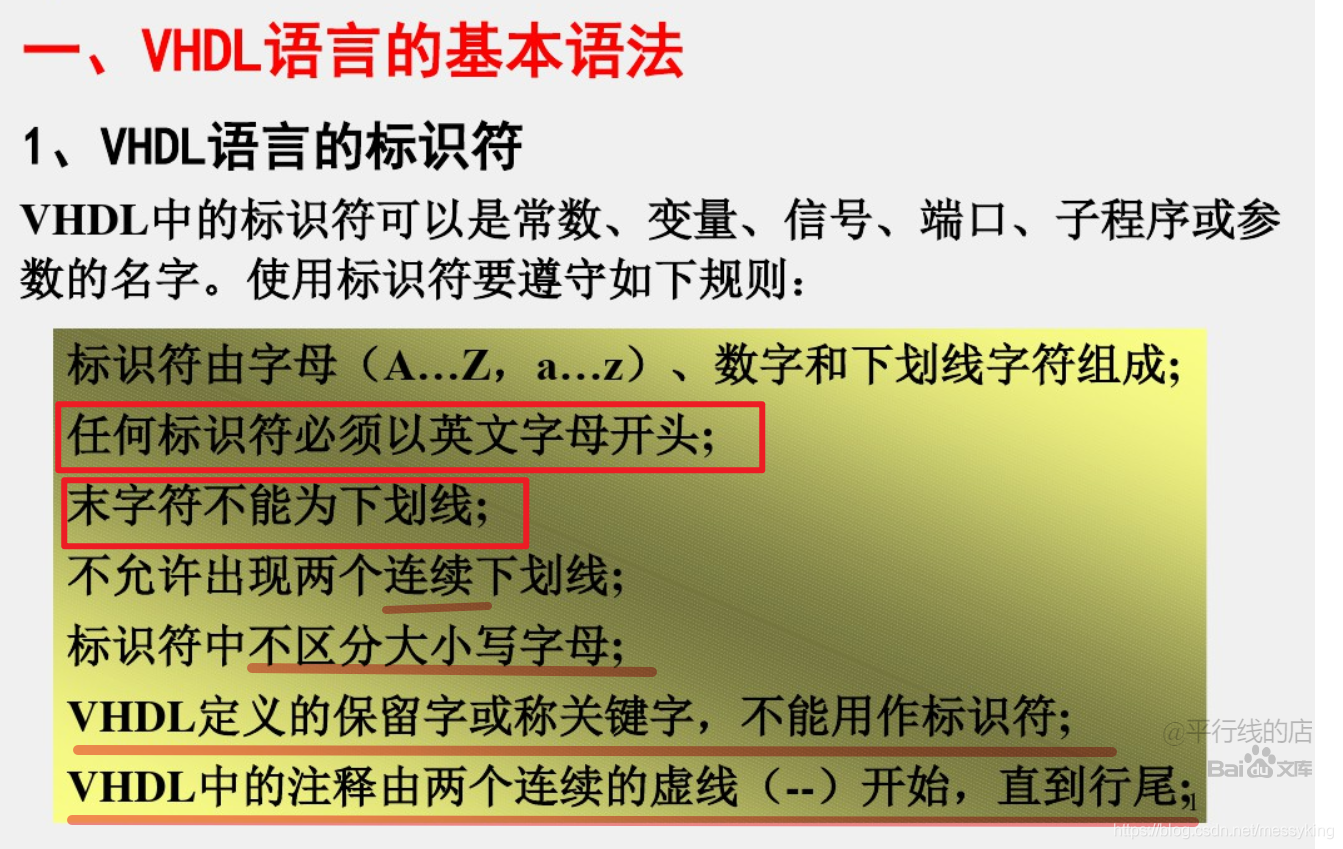 一、VHDL语言的基本语法
1、VHDL语言的标识符
VHDL中的标识符可以是常数、变量、信号、端口、子程序或参
数的名字。使用标识符要遵守如下规则：
标识符由字母（A…Z，a…z）、数字和下划线字符组成；
任何标识符必须以英文字母开头；
末字符不能为下划线；
不允许出现两个连续下划线；
标识符中不区分大小写字母；
VHDL定义的保留字或称关键字，不能用作标识符；
VHDL中的注释由两个连续的虚线（--）开始，直到行尾；
1
@平行线的店
Bai du 文库
https://blog.csdn.net/messyking